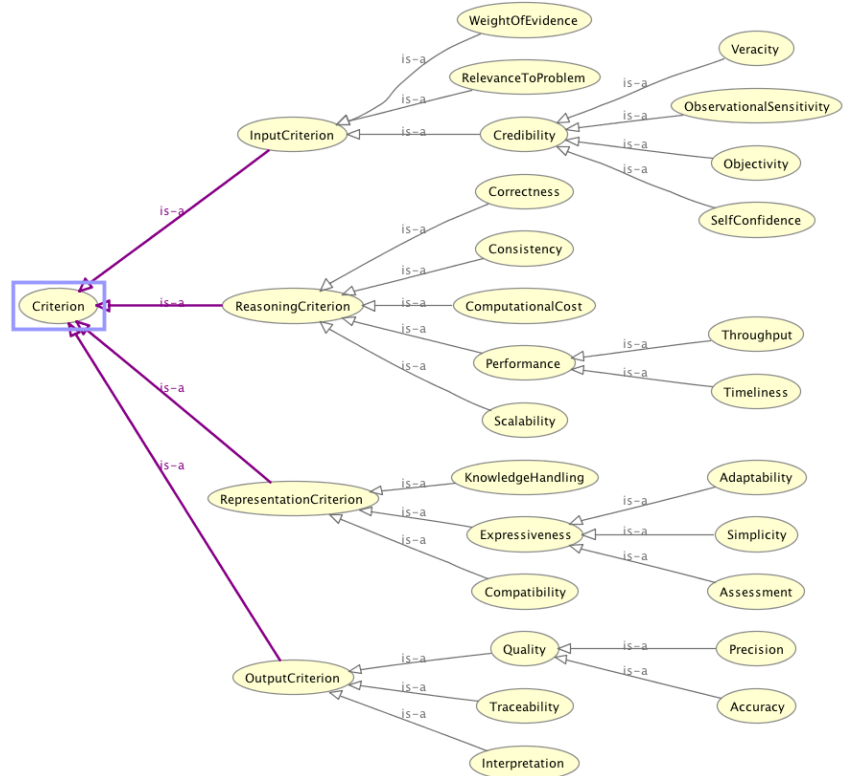 WeightOfEvidence
is-a
Veracity
is-a
RelevanceToProblem
is-a
ObservationalSensitivity
is-a
InputCriterion
is-a
Credibility
is-a
Objectivity
is-a
SelfConfidence
Correctness
is-a
is-a
Consistency
is-a
Criterion
is-a
ReasoningCriterion
is-a
ComputationalCost
is-a
Performance
is-a
Throughput
is-a
Timeliness
is-a
Scalability
is-a
is-a
RepresentationCriterion
is-a
KnowledgeHandling
is-a
Expressiveness
is-a
Adaptability
is-a
Simplicity
is-a
Assessment
is-a
Compatibility
OutputCriterion
is-a
Quality
is-a
Precision
is-a
Accuracy
is-a
Traceability
is-a
Interpretation